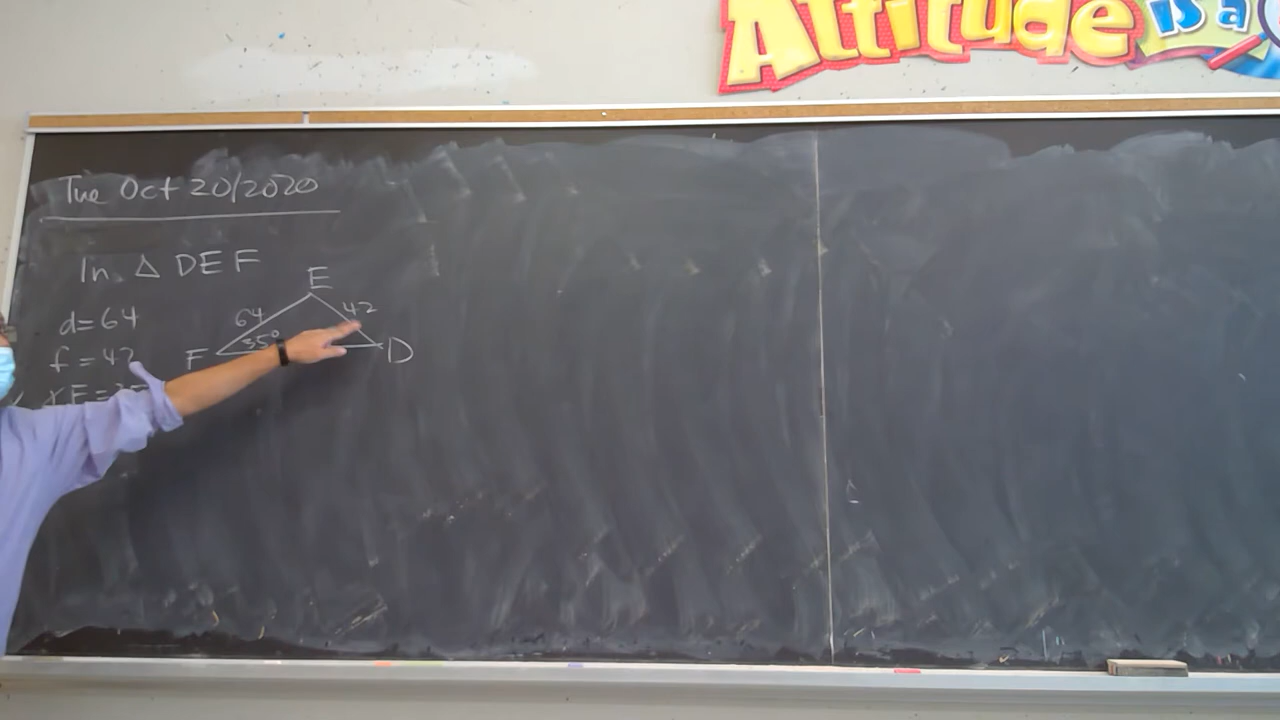 Attitude is a
Tue Oct 20/2020
In △ DEF
E
d=64
64
42
f=42
F
35°
D